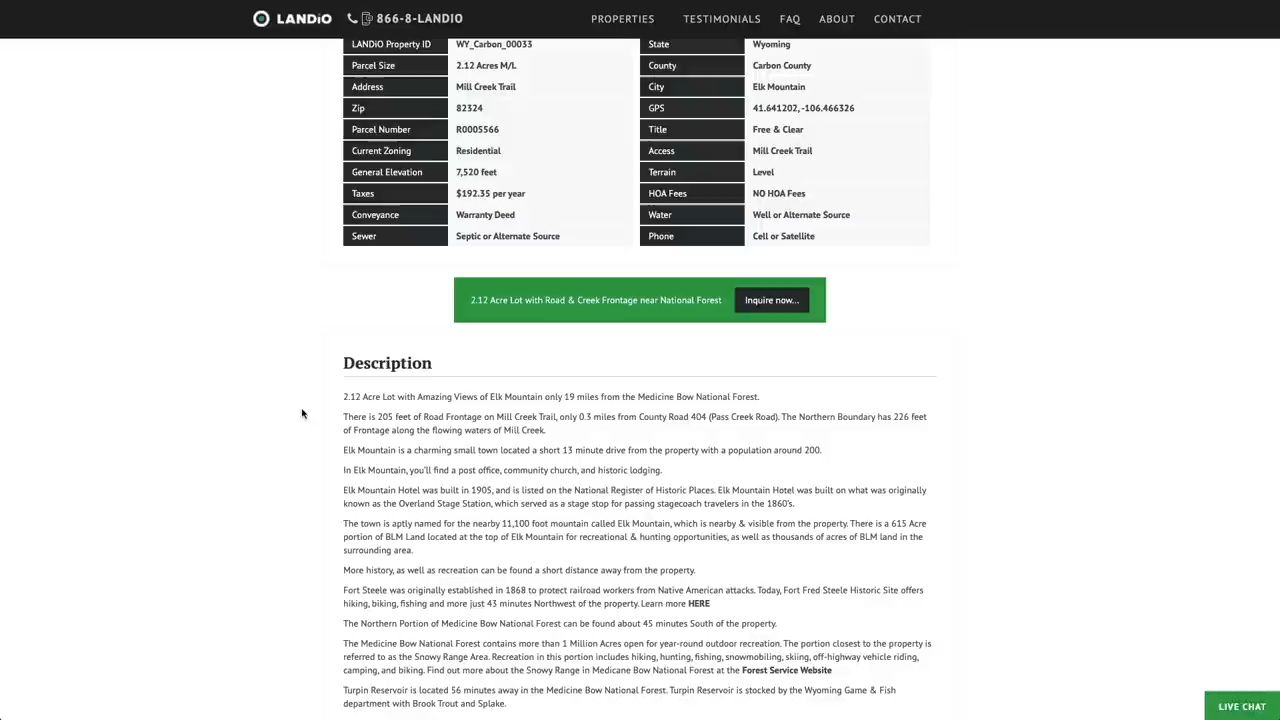 LANDiO 866-8-LANDIO PROPERTIES TESTIMONIALS FAQ ABOUT CONTACT
LANDiO Property ID WY_Carbon_00033 State Wyoming
Parcel Size 2.12 Acres M/L County Carbon County
Address Mill Creek Trail City Elk Mountain
Zip 82324 GPS 41.641202, -106.466326
Parcel Number R0005566 Title Free & Clear
Current Zoning Residential Access Mill Creek Trail
General Elevation 7,520 feet Terrain Level
Taxes $192.35 per year HOA Fees NO HOA Fees
Conveyance Warranty Deed Water Well or Alternate Source
Sewer Septic or Alternate Source Phone Cell or Satellite
2.12 Acre Lot with Road & Creek Frontage near National Forest Inquire now...
Description
2.12 Acre Lot with Amazing Views of Elk Mountain only 19 miles from the Medicine Bow National Forest.
There is 205 feet of Road Frontage on Mill Creek Trail, only 0.3 miles from County Road 404 (Pass Creek Road). The Northern Boundary has 226 feet
of Frontage along the flowing waters of Mill Creek.
Elk Mountain is a charming small town located a short 13 minute drive from the property with a population around 200.
In Elk Mountain, you'll find a post office, community church, and historic lodging.
Elk Mountain Hotel was built in 1905, and is listed on the National Register of Historic Places. Elk Mountain Hotel was built on what was originally
known as the Overland Stage Station, which served as a stage stop for passing stagecoach travelers in the 1860's.
The town is aptly named for the nearby 11,100 foot mountain called Elk Mountain, which is nearby & visible from the property. There is a 615 Acre
portion of BLM Land located at the top of Elk Mountain for recreational & hunting opportunities, as well as thousands of acres of BLM land in the
surrounding area.
More history, as well as recreation can be found a short distance away from the property.
Fort Steele was originally established in 1868 to protect railroad workers from Native American attacks. Today, Fort Fred Steele Historic Site offers
hiking, biking, fishing and more just 43 minutes Northwest of the property. Learn more HERE
The Northern Portion of Medicine Bow National Forest can be found about 45 minutes South of the property.
The Medicine Bow National Forest contains more than 1 Million Acres open for year-round outdoor recreation. The portion closest to the property is
referred to as the Snowy Range Area. Recreation in this portion includes hiking, hunting, fishing, snowmobiling, skiing, off-highway vehicle riding,
camping, and biking. Find out more about the Snowy Range in Medicane Bow National Forest at the Forest Service Website
Turpin Reservoir is located 56 minutes away in the Medicine Bow National Forest. Turpin Reservoir is stocked by the Wyoming Game & Fish
department with Brook Trout and Splake.
LIVE CHAT